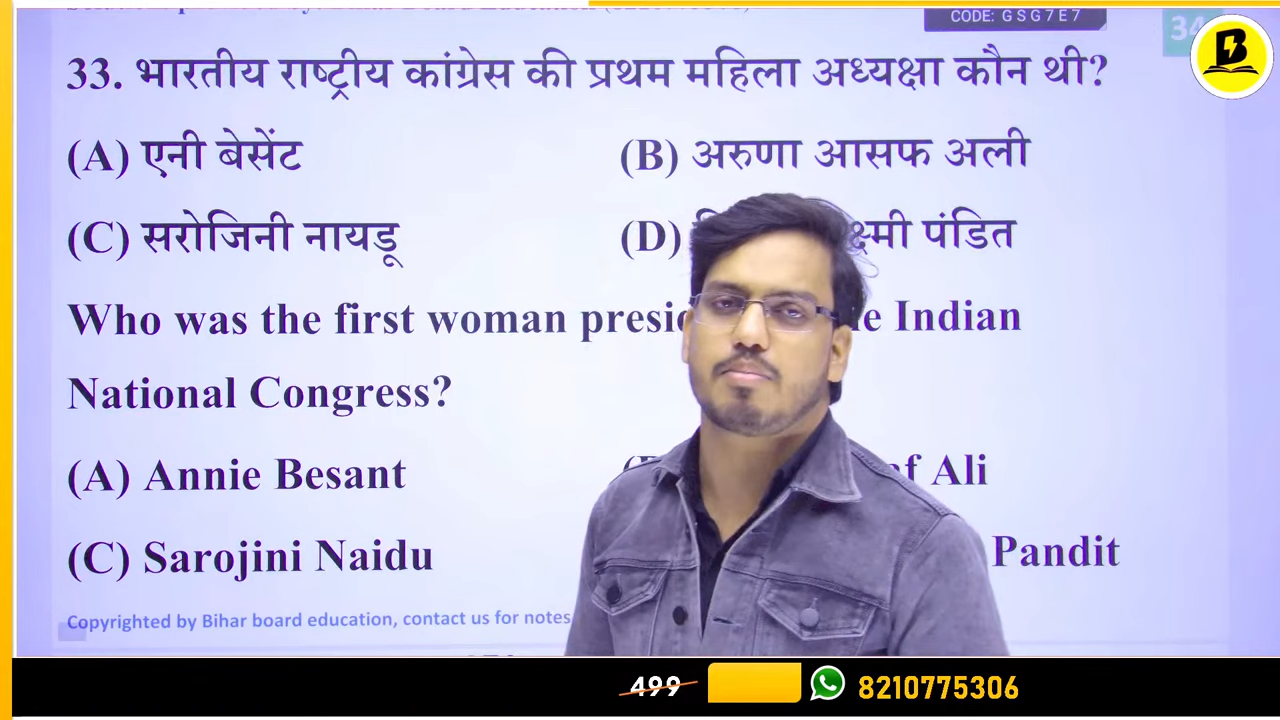 CODE: G S G 7 E 7
34
B
33. भारतीय राष्ट्रीय कांग्रेस की प्रथम महिला अध्यक्षा कौन थी?
(A) एनी बेसेंट (B) अरुणा आसफ अली
(C) सरोजिनी नायडू (D) पंडित
Who was the first woman Indian
National Congress?
(A) Annie Besant Ali
(C) Sarojini Naidu Pandit
Copyrighted by Bihar board education, contact us for notes
499 8210775306